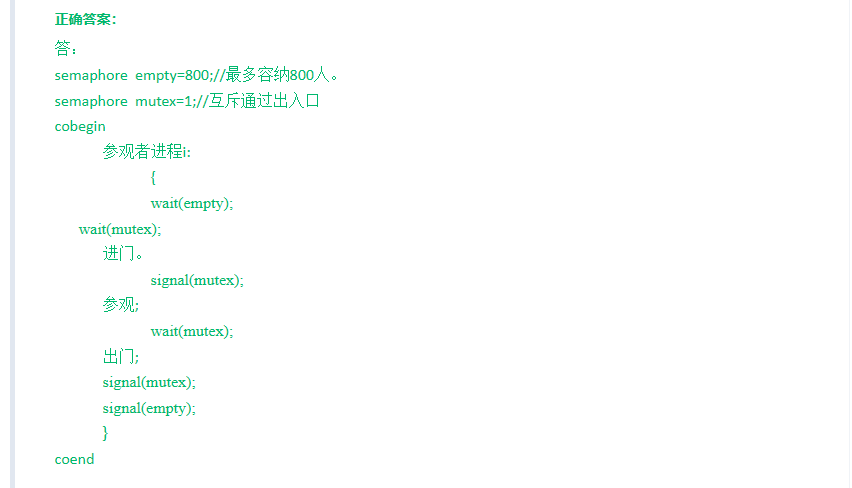 正确答案：
答：
semaphore empty=800;//最多容纳800人。
semaphore mutex=1;//互斥通过出入口
cobegin
参观者进程i:
{
wait(empty);
wait(mutex);
进门。
signal(mutex);
参观;
wait(mutex);
出门;
signal(mutex);
signal(empty);
}
coend